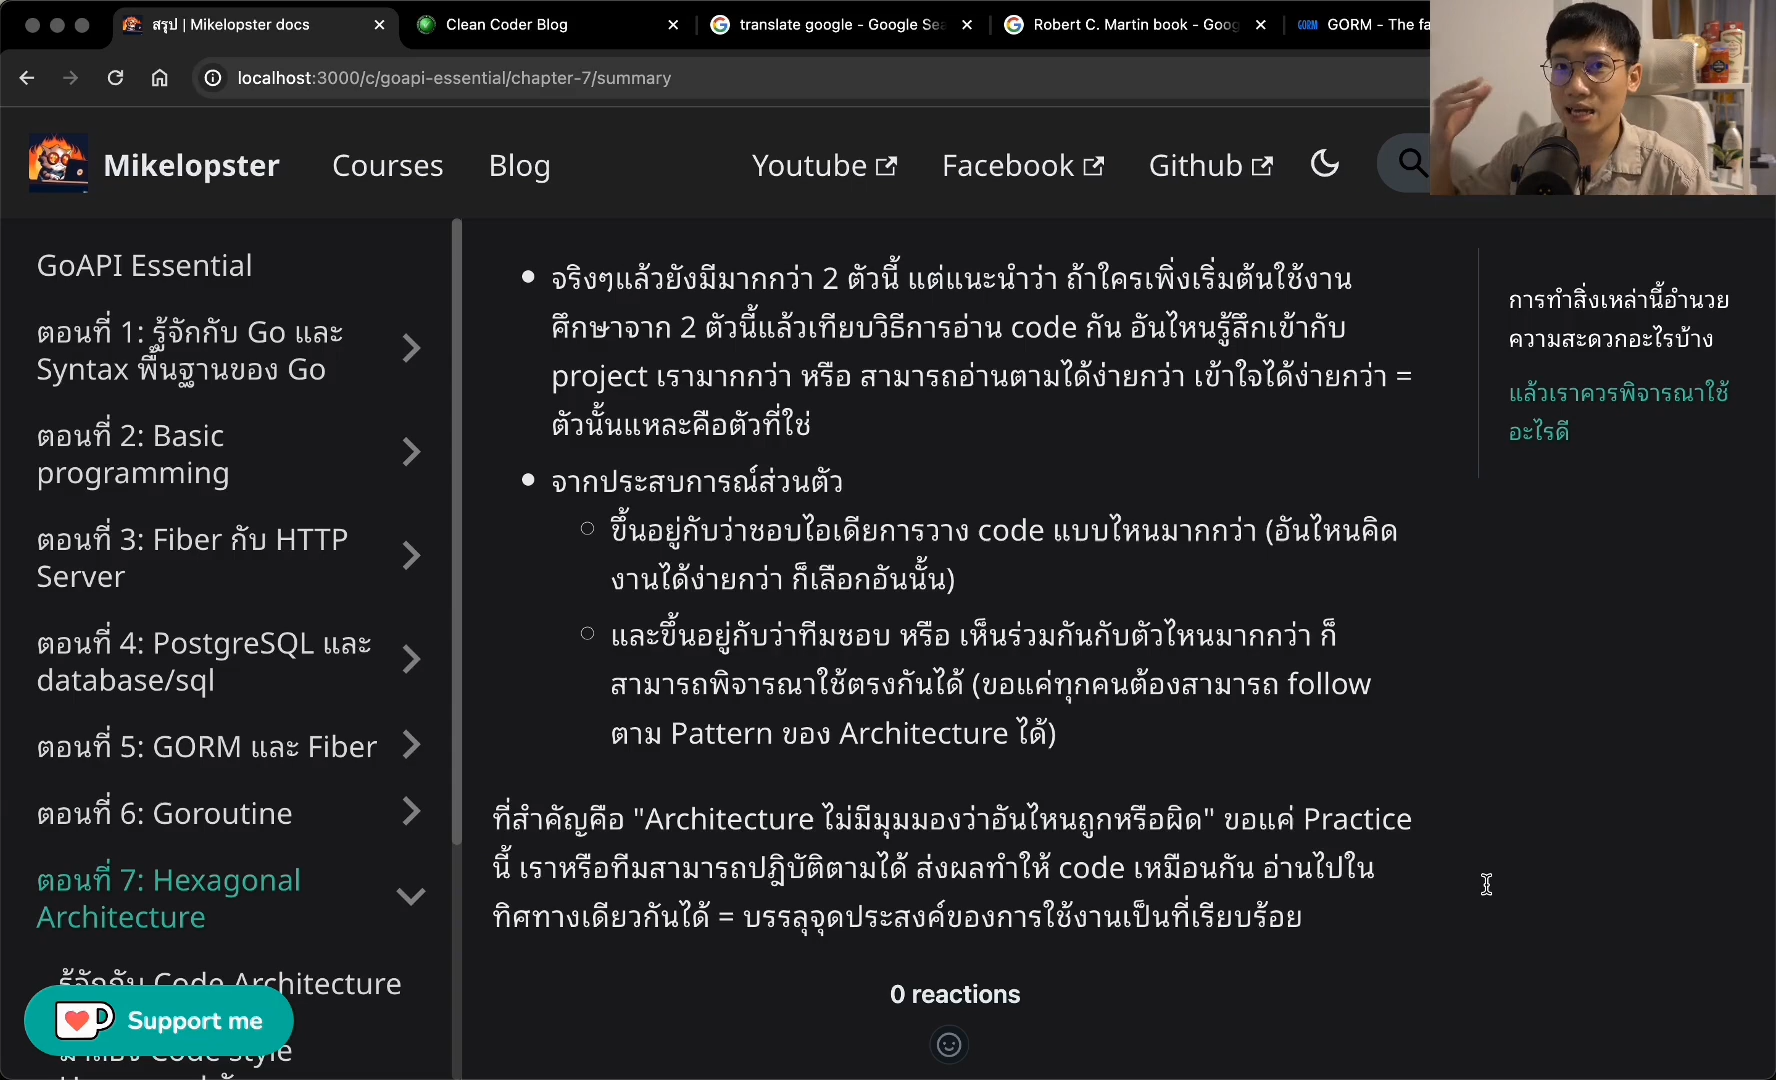 สรุป | Mikelopster docs
Clean Coder Blog
translate google - Google Sea
Robert C. Martin book - Goog
GORM
GORM - The fa
localhost:3000/c/goapi-essential/chapter-7/summary
Mikelopster
Courses
Blog
Youtube
Facebook
Github
GoAPI Essential
ตอนที่ 1: รู้จักกับ Go และ
Syntax พื้นฐานของ Go
ตอนที่ 2: Basic
programming
ตอนที่ 3: Fiber กับ HTTP
Server
ตอนที่ 4: PostgreSQL และ
database/sql
ตอนที่ 5: GORM และ Fiber
ตอนที่ 6: Goroutine
ตอนที่ 7: Hexagonal
Architecture
รู้จักกับ Code Architecture
Code style
Support me
จริงๆแล้วยังมีมากกว่า 2 ตัวนี้ แต่แนะนำว่า ถ้าใครเพิ่งเริ่มต้นใช้งาน
ศึกษาจาก 2 ตัวนี้แล้วเทียบวิธีการอ่าน code กัน อันไหนรู้สึกเข้ากับ
project เรามากกว่า หรือ สามารถอ่านตามได้ง่ายกว่า เข้าใจได้ง่ายกว่า =
ตัวนั้นแหละคือตัวที่ใช่
จากประสบการณ์ส่วนตัว
ขึ้นอยู่กับว่าชอบไอเดียการวาง code แบบไหนมากกว่า (อันไหนคิด
งานได้ง่ายกว่า ก็เลือกอันนั้น)
และขึ้นอยู่กับว่าทีมชอบ หรือ เห็นร่วมกันกับตัวไหนมากกว่า ก็
สามารถพิจารณาใช้ตรงกันได้ (ขอแค่ทุกคนต้องสามารถ follow
ตาม Pattern ของ Architecture ได้)
ที่สำคัญคือ "Architecture ไม่มีมุมมองว่าอันไหนถูกหรือผิด" ขอแค่ Practice
นี้ เราหรือทีมสามารถปฎิบัติตามได้ ส่งผลทำให้ code เหมือนกัน อ่านไปใน
ทิศทางเดียวกันได้ = บรรลุจุดประสงค์ของการใช้งานเป็นที่เรียบร้อย
0 reactions
การทำสิ่งเหล่านี้อำนวย
ความสะดวกอะไรบ้าง
แล้วเราควรพิจารณาใช้
อะไรดี